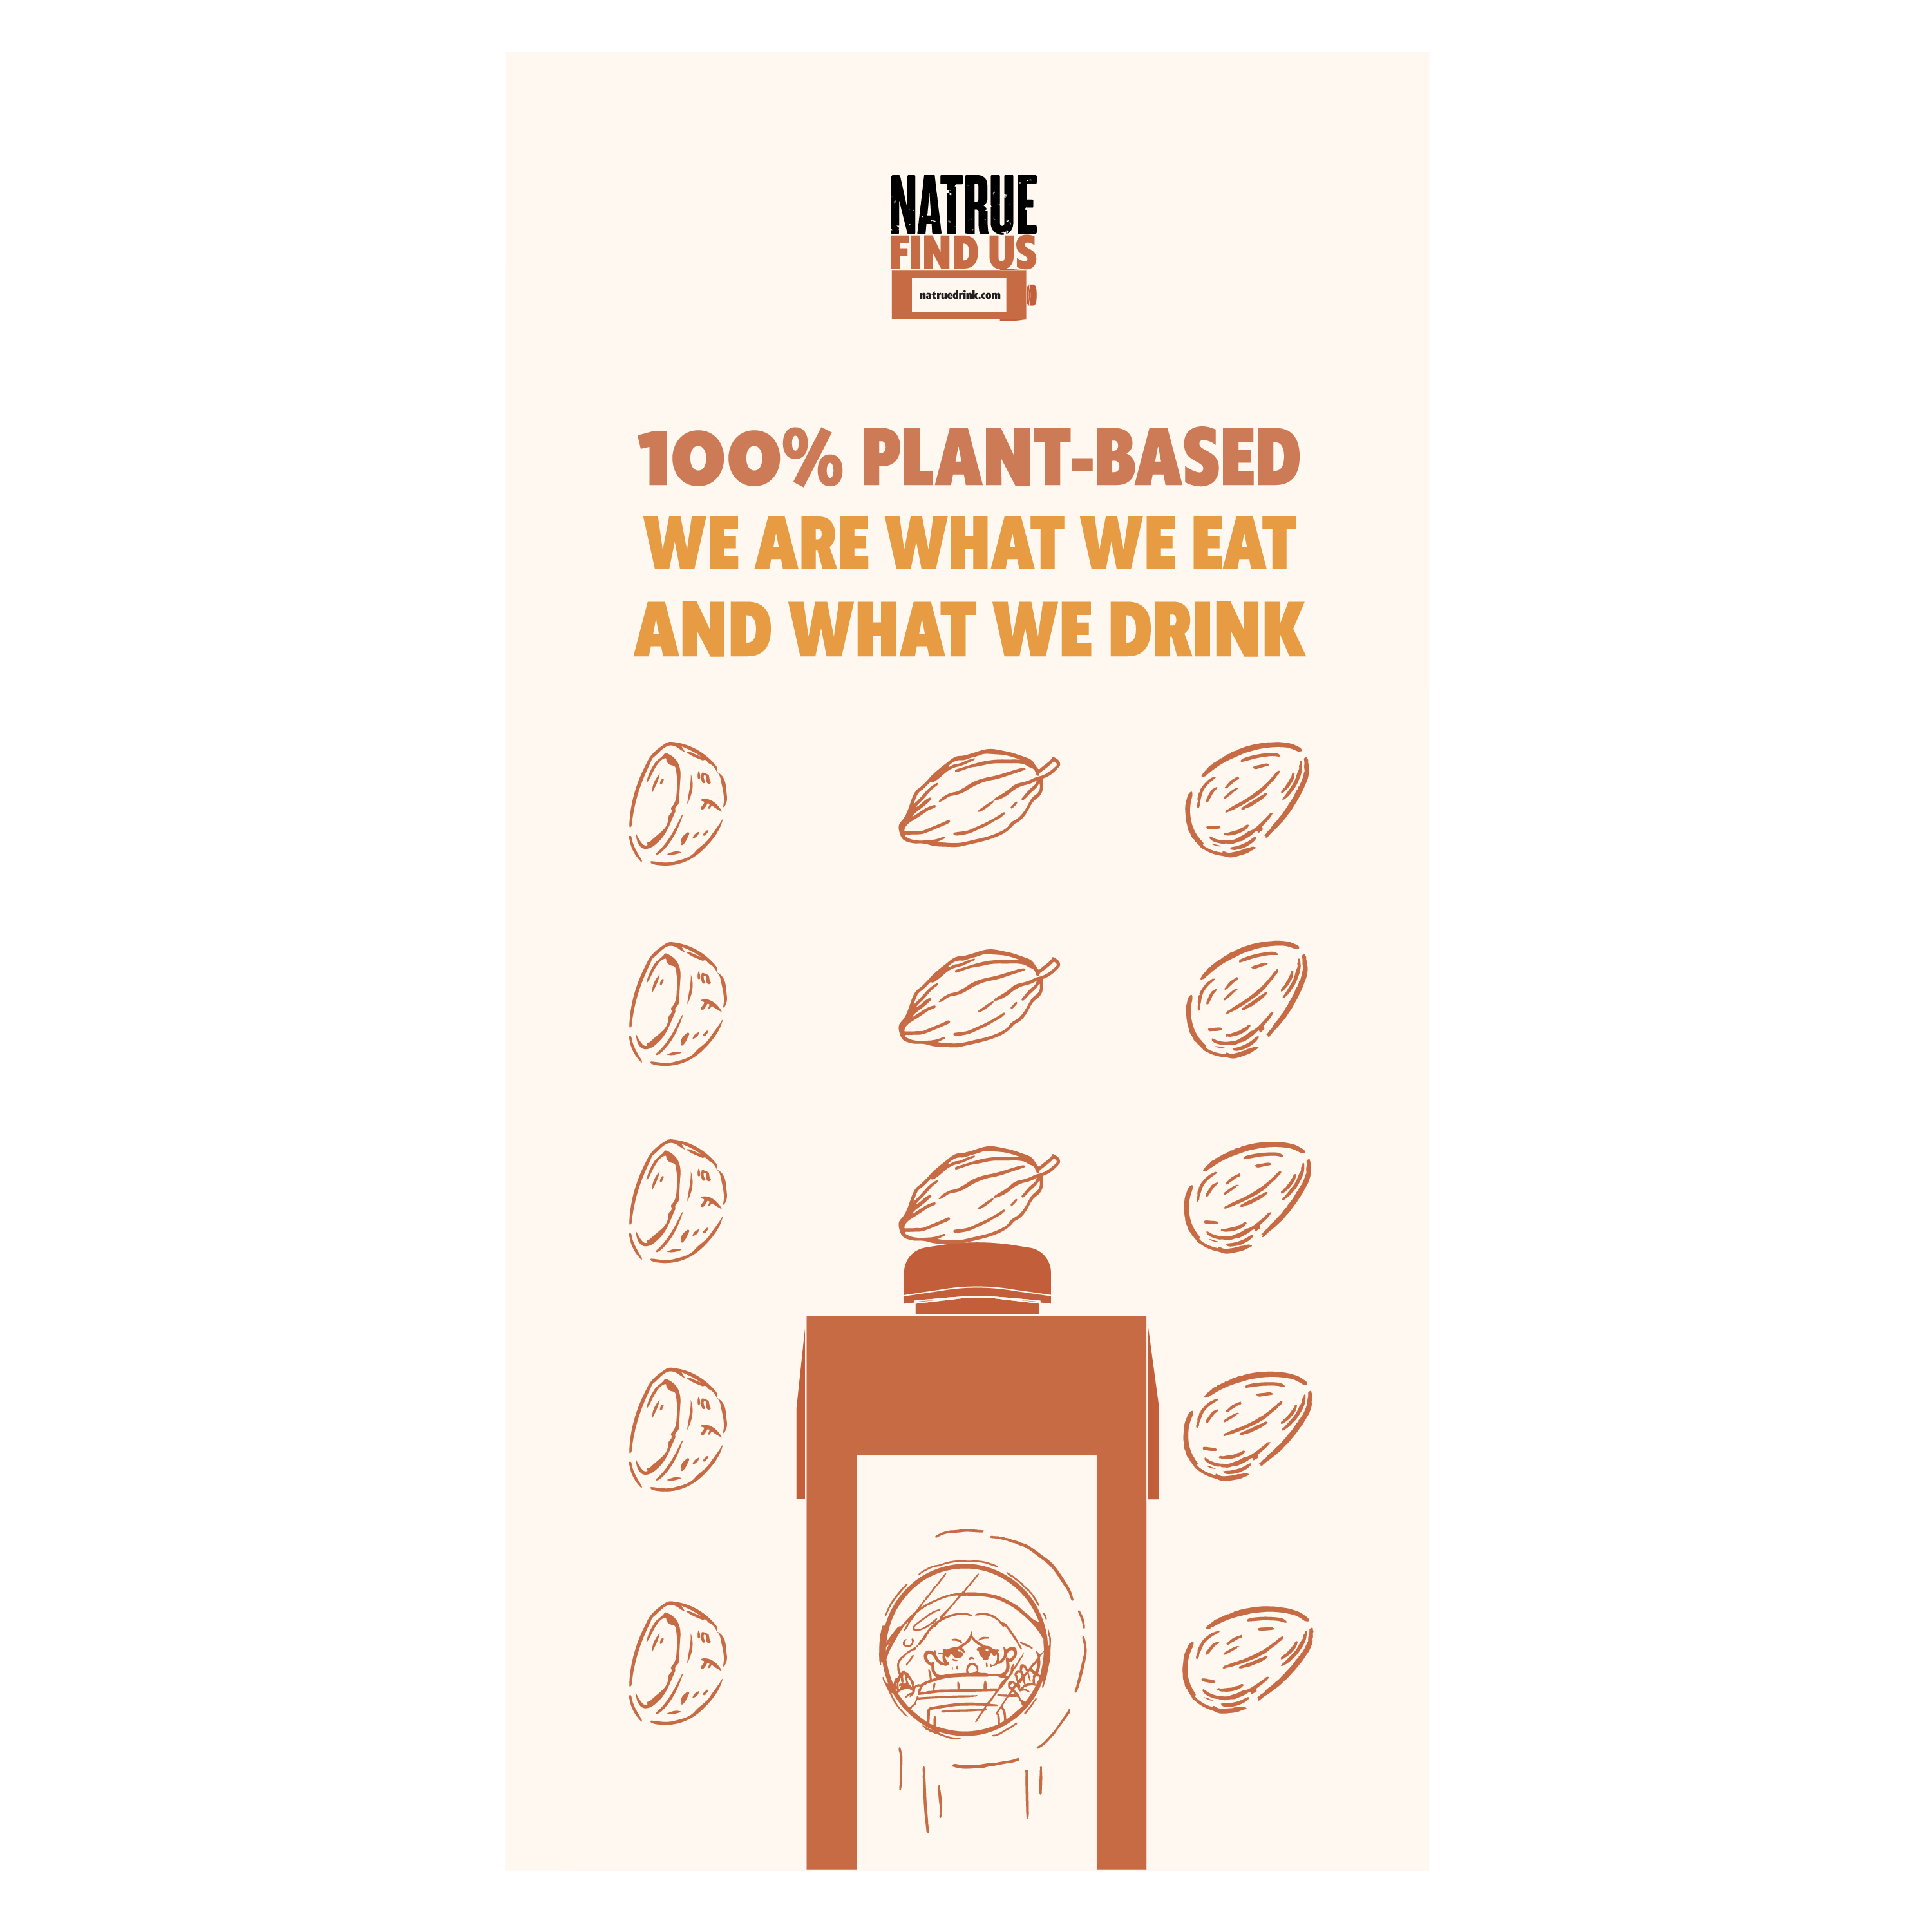 NATRUE
FIND US
natruedrink.com
100% PLANT-BASED
WE ARE WHAT WE EAT
AND WHAT WE DRINK